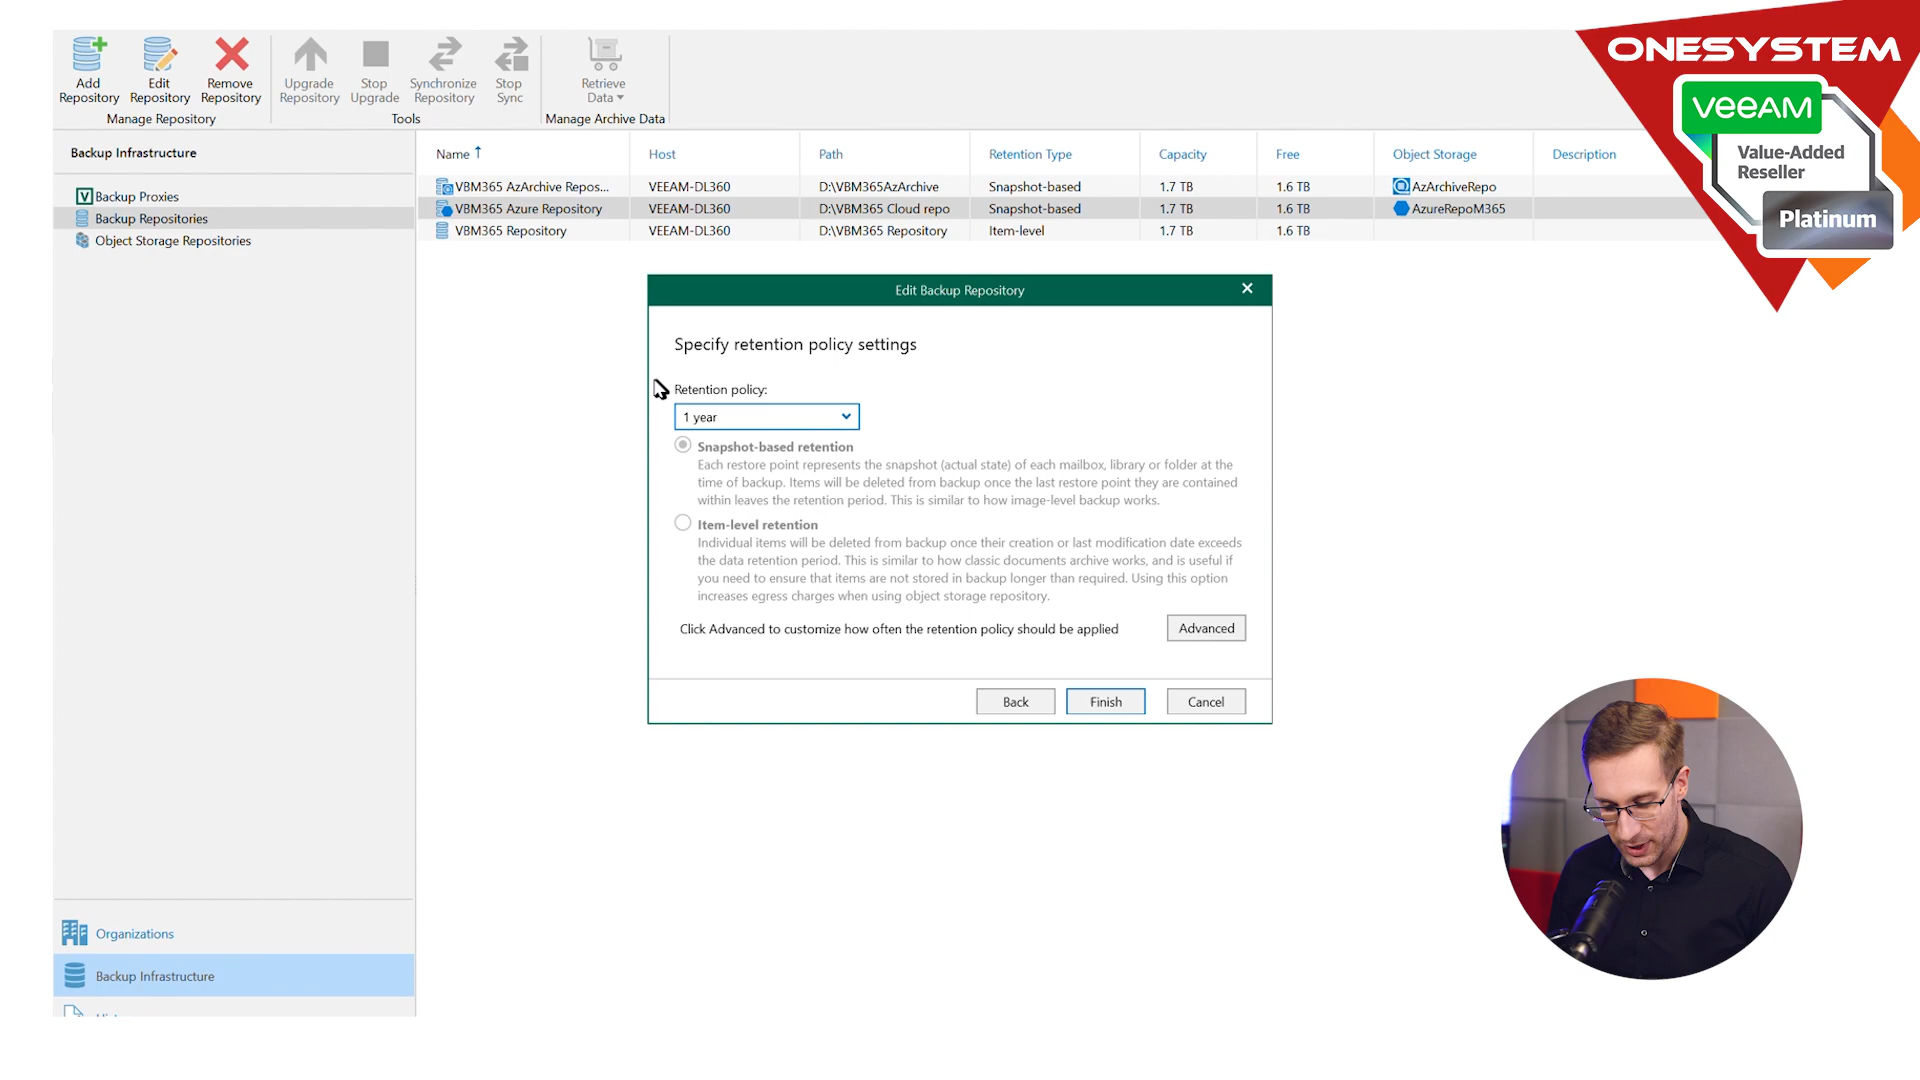 Add
Repository
Edit
Repository
Remove
Repository
Upgrade
Repository
Stop
Upgrade
Synchronize
Repository
Stop
Sync
Retrieve
Data
Manage Repository
Tools
Manage Archive Data
ONESYSTEM
veeAM
Value-Added
Reseller
Platinum
Backup Infrastructure
Backup Proxies
Backup Repositories
Object Storage Repositories
Name Host Path Retention Type Capacity Free Object Storage Description
VBM365 AzArchive Repos... VEEAM-DL360 D:\VBM365AzArchive Snapshot-based 1.7 TB 1.6 TB AzArchiveRepo
VBM365 Azure Repository VEEAM-DL360 D:\VBM365 Cloud repo Snapshot-based 1.7 TB 1.6 TB AzureRepoM365
VBM365 Repository VEEAM-DL360 D:\VBM365 Repository Item-level 1.7 TB 1.6 TB
Edit Backup Repository
Specify retention policy settings
Retention policy:
1 year
Snapshot-based retention
Each restore point represents the snapshot (actual state) of each mailbox, library or folder at the
time of backup. Items will be deleted from backup once the last restore point they are contained
within leaves the retention period. This is similar to how image-level backup works.
Item-level retention
Individual items will be deleted from backup once their creation or last modification date exceeds
the data retention period. This is similar to how classic documents archive works, and is useful if
you need to ensure that items are not stored in backup longer than required. Using this option
increases egress charges when using object storage repository.
Click Advanced to customize how often the retention policy should be applied
Advanced
Back
Finish
Cancel
Organizations
Backup Infrastructure